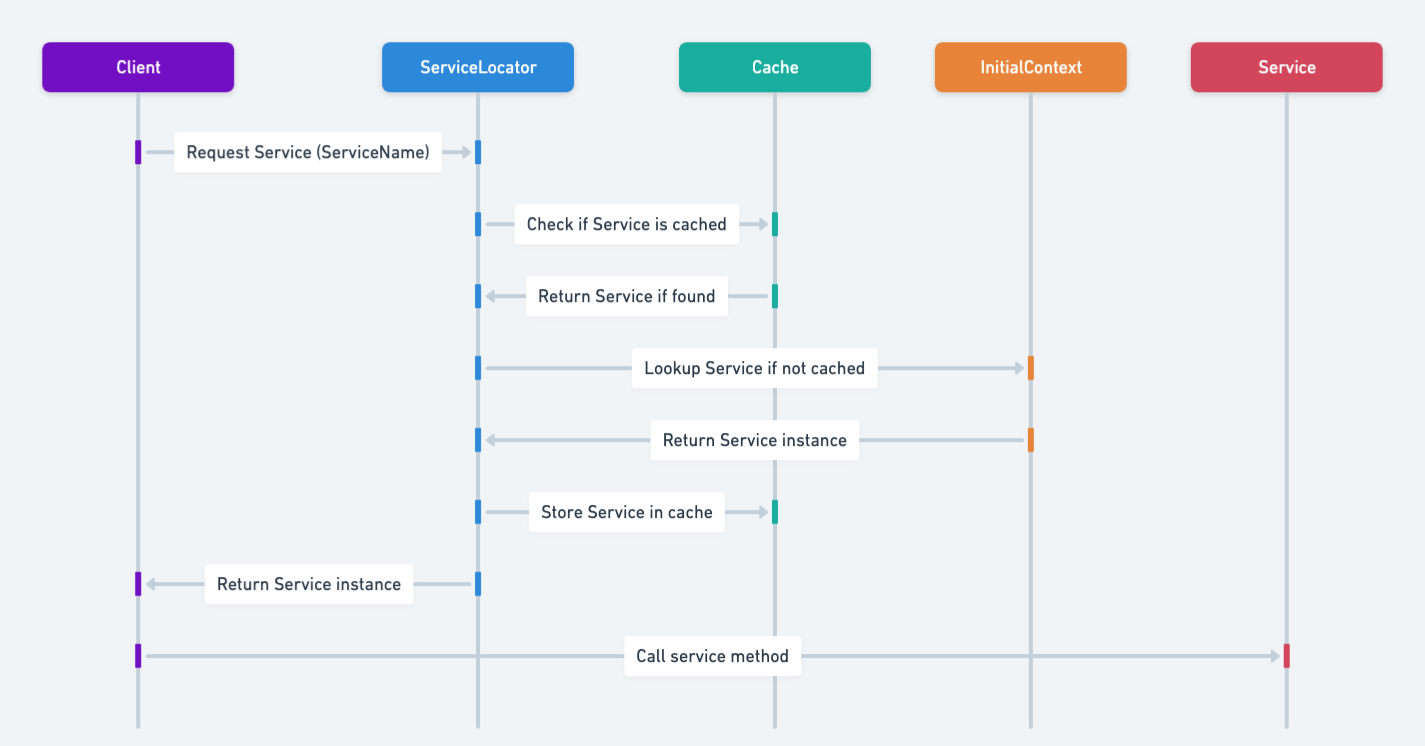 Client
ServiceLocator
Cache
InitialContext
Service
Request Service (ServiceName)
Check if Service is cached
Return Service if found
Lookup Service if not cached
Return Service instance
Store Service in cache
Return Service instance
Call service method